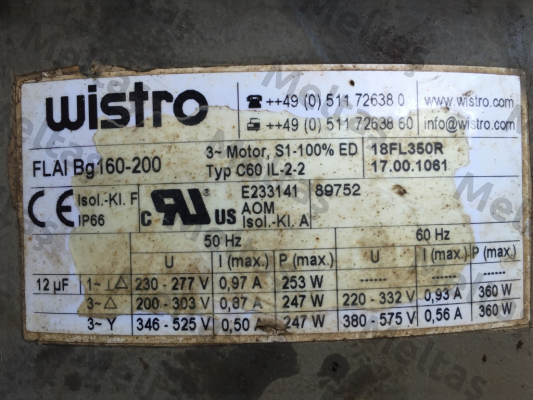 wistro
☎ ++49 (0) 511 72638 0 www.wistro.com
++49 (0) 511 72638 60 info@wistro.com
FLAI Bg160-200 3~ Motor, S1-100% ED 18FL350R
Typ C60 IL-2-2 17.00.1061
CE Isol.-Kl. F IP66 c RU US E233141 89752
AOM
Isol.-Kl. A
50 Hz 60 Hz
U I (max.) P (max.) U I (max.) P (max.)
12 µF 1~ ⊥ △ 230 - 277 V 0,97 A 253 W ------ ------ ------
3~ △ 200 - 303 V 0,87 A 247 W 220 - 332 V 0,93 A 360 W
3~ Y 346 - 525 V 0,50 A 247 W 380 - 575 V 0,56 A 360 W
Meltas